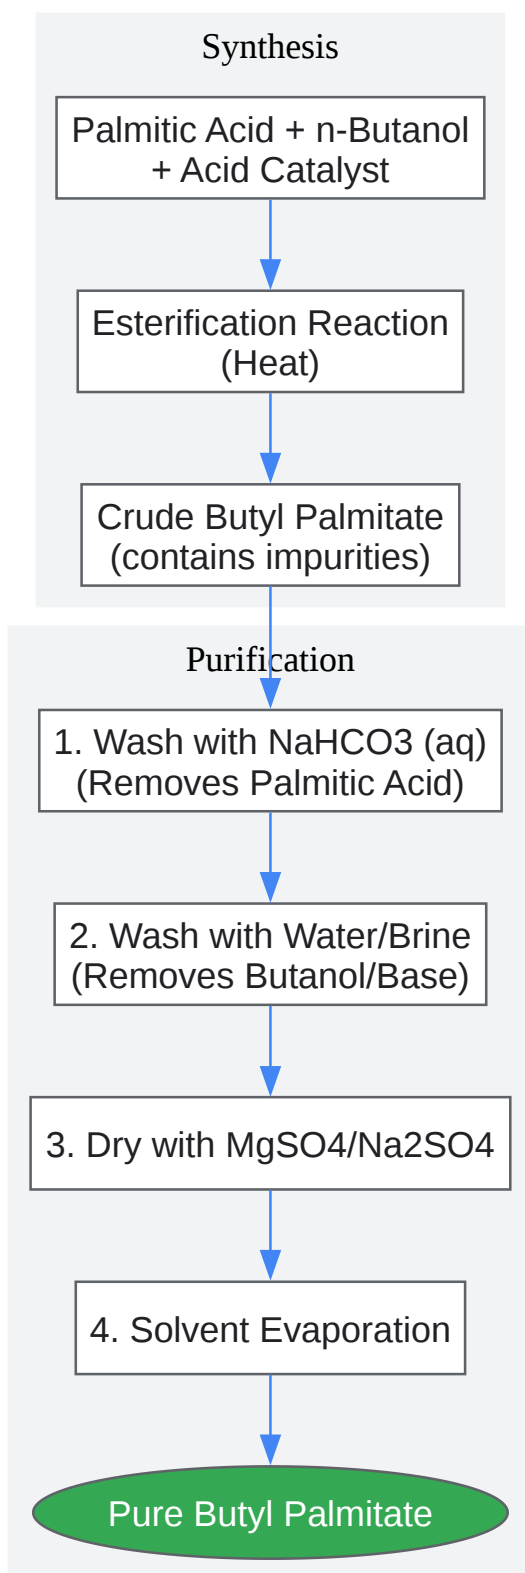 Synthesis
Palmitic Acid + n-Butanol
+ Acid Catalyst
Esterification Reaction
(Heat)
Crude Butyl Palmitate
(contains impurities)
Purification
1. Wash with NaHCO3 (aq)
(Removes Palmitic Acid)
2. Wash with Water/Brine
(Removes Butanol/Base)
3. Dry with MgSO4/Na2SO4
4. Solvent Evaporation
Pure Butyl Palmitate